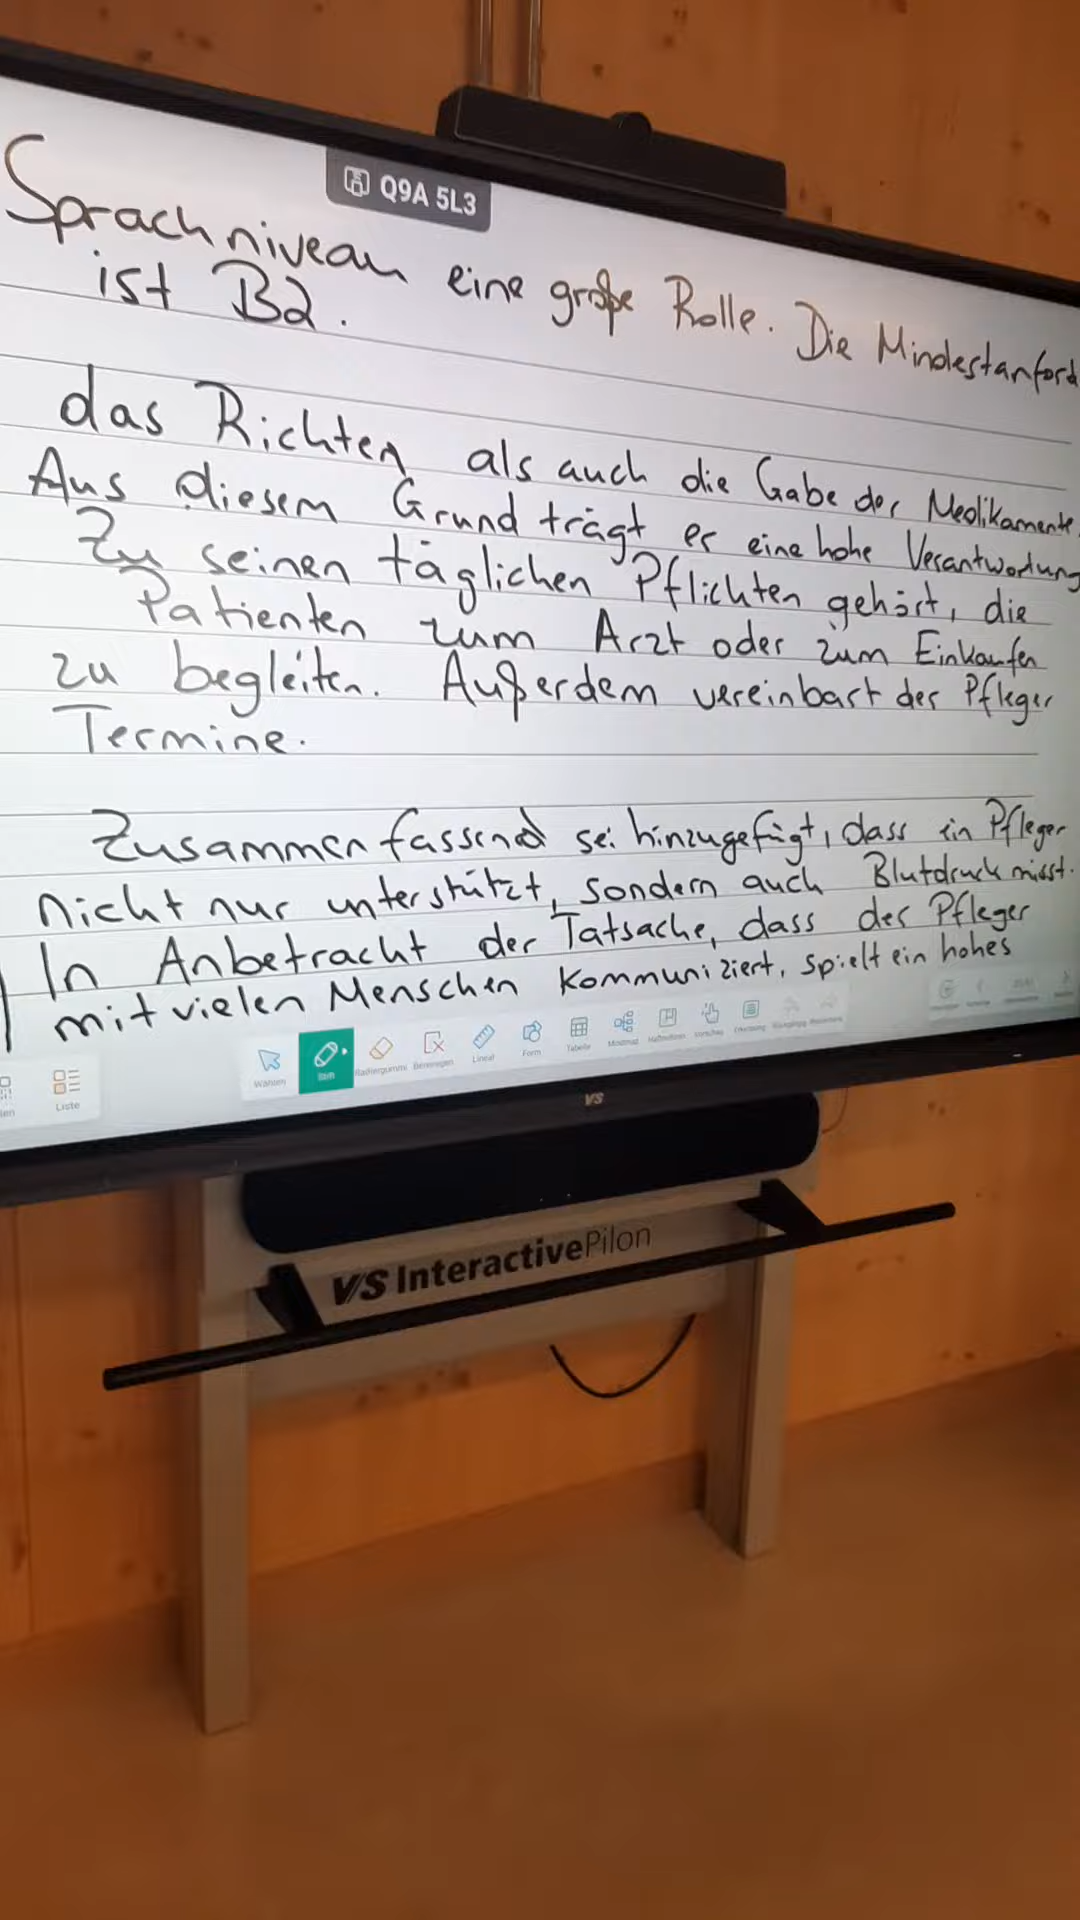 Q9A 5L3
Sprachniveau eine große Rolle. Die Mindestanford
ist B2.
das Richten als auch die Gabe der Medikamente.
Aus diesem Grund trägt er eine hohe Verantwortung
Zu seinen täglichen Pflichten gehört, die
Patienten zum Arzt oder zum Einkaufen
zu begleiten. Außerdem vereinbart der Pfleger
Termine.
Zusammenfassend sei hinzugefügt, dass ein Pfleger
nicht nur unterstützt, sondern auch Blutdruck misst.
In Anbetracht der Tatsache, dass der Pfleger
mit vielen Menschen kommuniziert, spielt ein hohes
Liste
Wählen
Stift
Radiergummi
Bereinigen
Lineal
Form
Tabelle
Mindmap
VS
VS InteractivePilon